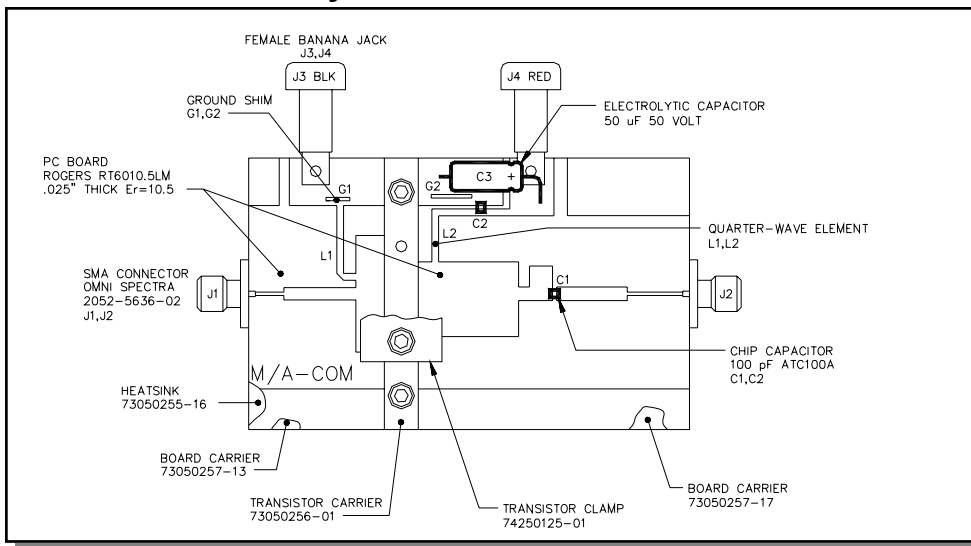 FEMALE BANANA JACK
J3,J4
J3 BLK
J4 RED
GROUND SHIM
G1,G2
ELECTROLYTIC CAPACITOR
50 uF 50 VOLT
PC BOARD
ROGERS RT6010.5LM
.025" THICK Er=10.5
C3 +
G1
G2
C2
L2
L1
QUARTER-WAVE ELEMENT
L1,L2
SMA CONNECTOR
OMNI SPECTRA
2052-5636-02
J1,J2
J1
C1
J2
CHIP CAPACITOR
100 pF ATC100A
C1,C2
M/A-COM
HEATSINK
73050255-16
BOARD CARRIER
73050257-13
TRANSISTOR CARRIER
73050256-01
TRANSISTOR CLAMP
74250125-01
BOARD CARRIER
73050257-17